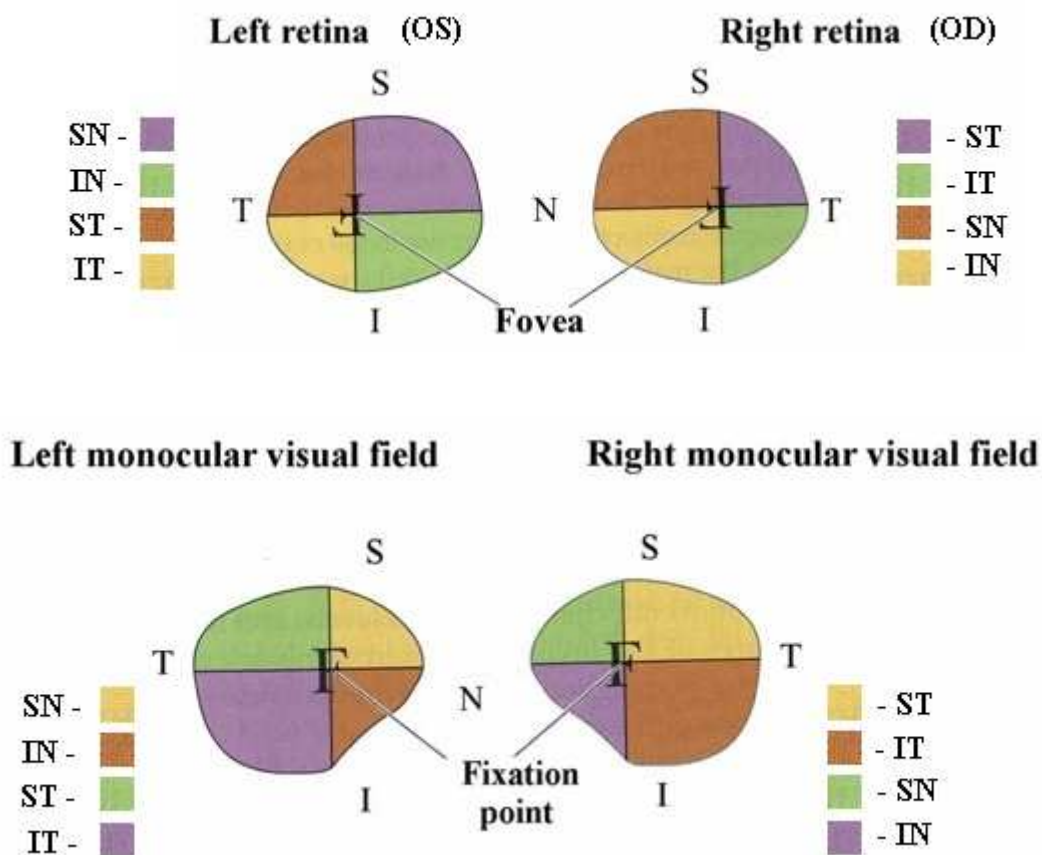 Left retina (OS)
Right retina (OD)
S
S
SN -
IN -
ST -
IT -
T
N
T
- ST
- IT
- SN
- IN
F
F
I
Fovea
I
Left monocular visual field
Right monocular visual field
S
S
T
F
N
F
T
SN -
IN -
ST -
IT -
I
Fixation
point
I
- ST
- IT
- SN
- IN